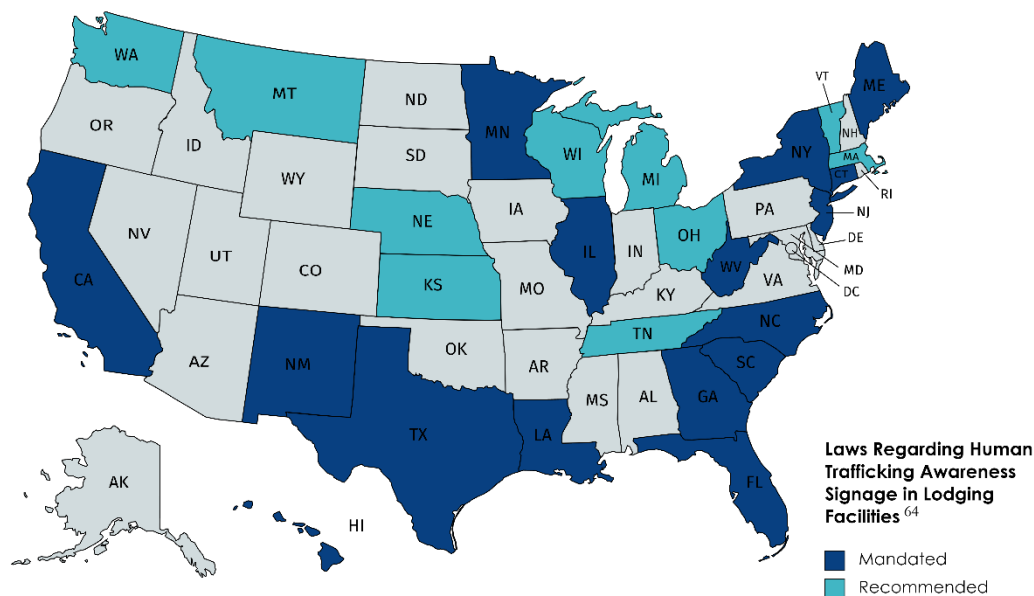 WA
MT
ND
MN
OR
ID
SD
WI
MI
WY
NE
IA
NV
UT
CO
KS
MO
IL
IN
OH
PA
NY
VT
NH
ME
MA
CT
RI
NJ
DE
MD
DC
WV
VA
KY
CA
AZ
NM
OK
AR
TN
NC
SC
MS
AL
GA
TX
LA
FL
AK
HI
Laws Regarding Human
Trafficking Awareness
Signage in Lodging
Facilities 64
Mandated
Recommended